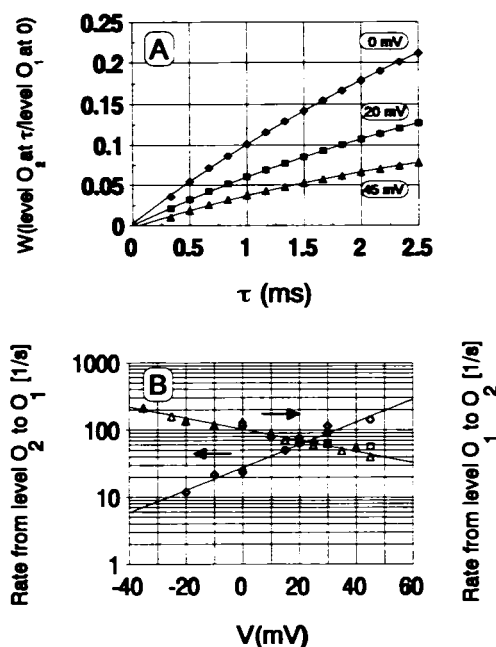 W(level O₂ at τ/level O₁ at 0)
0.25
0.2
0.15
0.1
0.05
0
A
0 mV
20 mV
45 mV
0 0.5 1 1.5 2 2.5
τ (ms)
Rate from level O₂ to O₁ [1/s]
1000
100
10
1
B
-40 -20 0 20 40 60
V(mV)
Rate from level O₁ to O₂ [1/s]